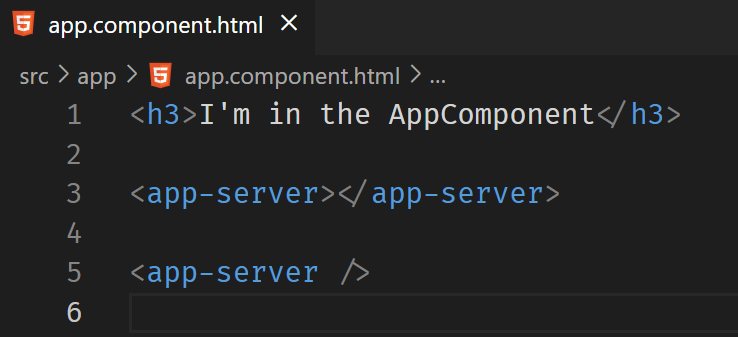 app.component.html ×
src > app > app.component.html > ...
1 <h3>I'm in the AppComponent</h3>
2
3 <app-server></app-server>
4
5 <app-server />
6